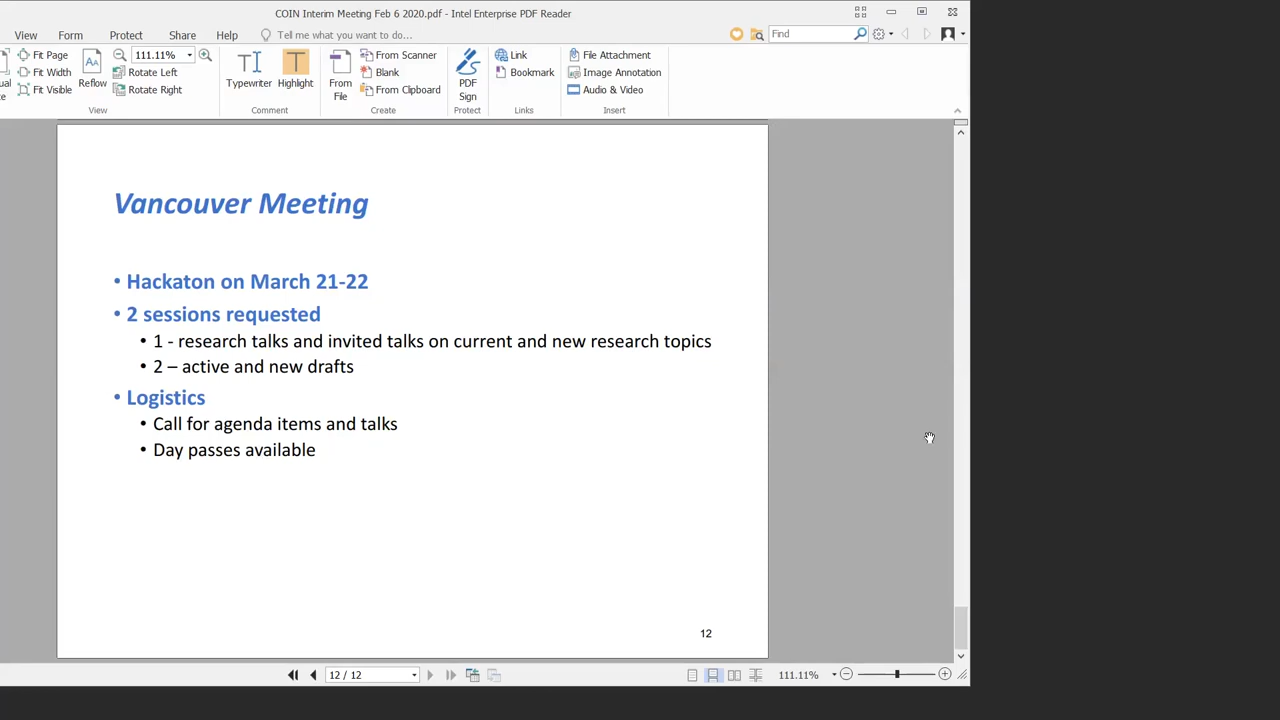 COIN Interim Meeting Feb 6 2020.pdf - Intel Enterprise PDF Reader
View Form Protect Share Help Tell me what you want to do... Find
Fit Page 111.11% From Scanner Link File Attachment
Fit Width Rotate Left Blank Bookmark Image Annotation
Fit Visible Reflow Rotate Right Typewriter Highlight From File From Clipboard PDF Sign Audio & Video
View Comment Create Protect Links Insert
Vancouver Meeting
• Hackaton on March 21-22
• 2 sessions requested
• 1 - research talks and invited talks on current and new research topics
• 2 – active and new drafts
• Logistics
• Call for agenda items and talks
• Day passes available
12
12 / 12 111.11%